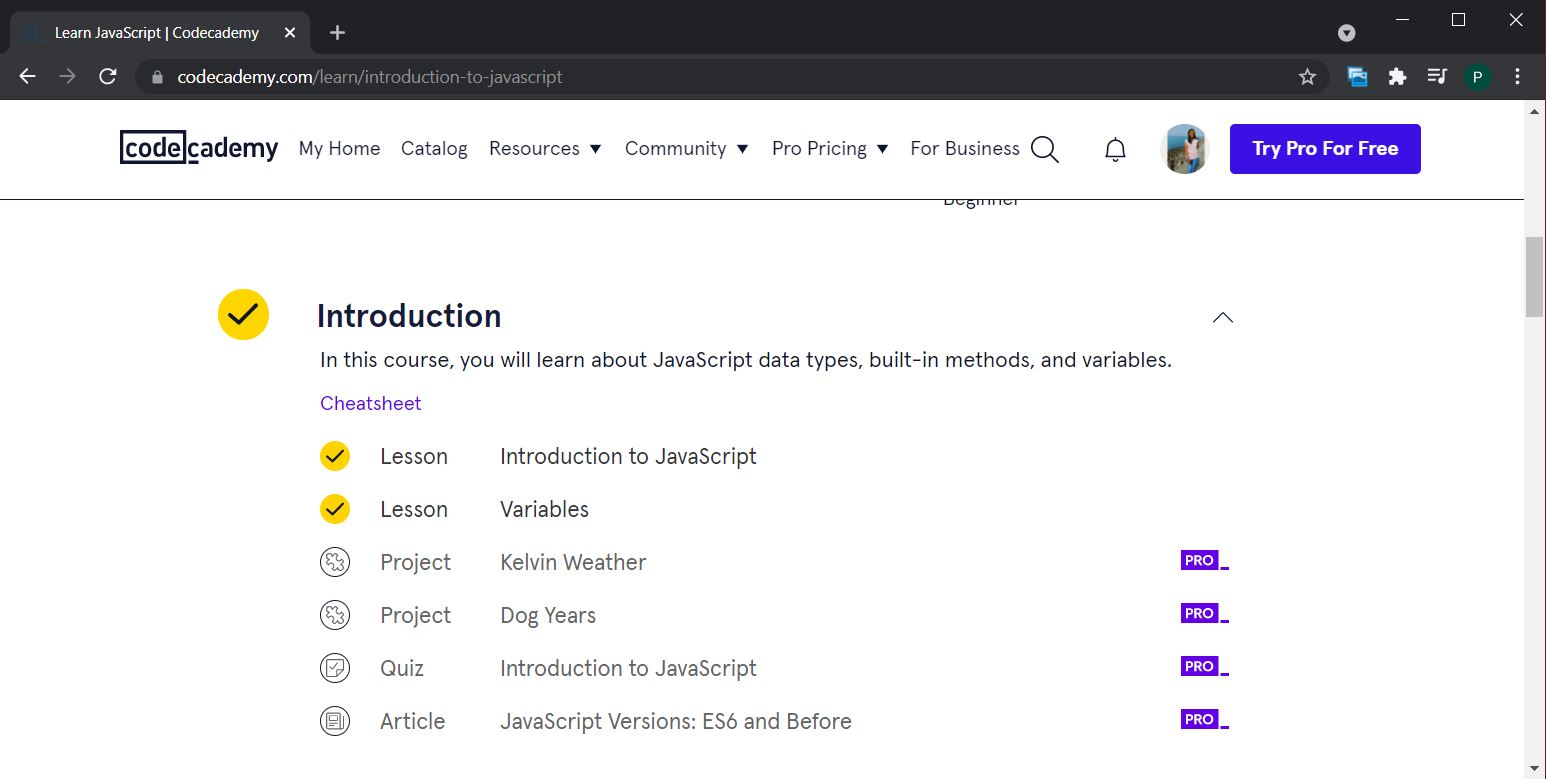 Learn JavaScript | Codecademy
codecademy.com/learn/introduction-to-javascript
P
codecademy My Home Catalog Resources Community Pro Pricing For Business Try Pro For Free
Beginner
Introduction
In this course, you will learn about JavaScript data types, built-in methods, and variables.
Cheatsheet
Lesson Introduction to JavaScript
Lesson Variables
Project Kelvin Weather PRO
Project Dog Years PRO
Quiz Introduction to JavaScript PRO
Article JavaScript Versions: ES6 and Before PRO